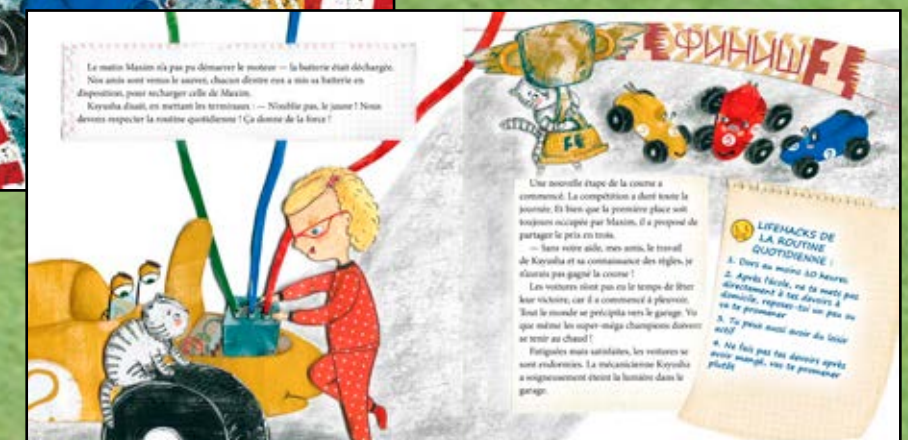 Le matin Maxim n'a pas pu démarrer le moteur — la batterie était déchargée.
Nos amis sont venus le sauver, chacun d'entre eux a mis sa batterie en
disposition, pour recharger celle de Maxim.
Ksyusha disait, en mettant les terminaux : — N'oublie pas, le jaune ! Nous
devons respecter la routine quotidienne ! Ça donne de la force !
ФИНИШ
FE
FE
Une nouvelle étape de la course a
commencé. La compétition a duré toute la
journée. Et bien que la première place soit
toujours occupée par Maxim, il a proposé de
partager le prix en trois.
— Sans votre aide, mes amis, le travail
de Ksyusha et sa connaissance des règles, je
n'aurais pas gagné la course !
Les voitures n'ont pas eu le temps de fêter
leur victoire, car il a commencé à pleuvoir.
Tout le monde se précipita vers le garage. Vu
que même les super-méga champions doivent
se tenir au chaud !
Fatiguées mais satisfaites, les voitures se
sont endormies. La mécanicienne Ksyusha
a soigneusement éteint la lumière dans le
garage.
LIFEHACKS DE
LA ROUTINE
QUOTIDIENNE :
1. Dors au moins 10 heures.
2. Après l'école, ne te mets pas
directement à tes devoirs à
domicile, reposes-toi un peu ou
va te promener
3. Tu peux aussi avoir du loisir
actif
4. Ne fais pas tes devoirs après
avoir mangé, vas te promener
plutôt